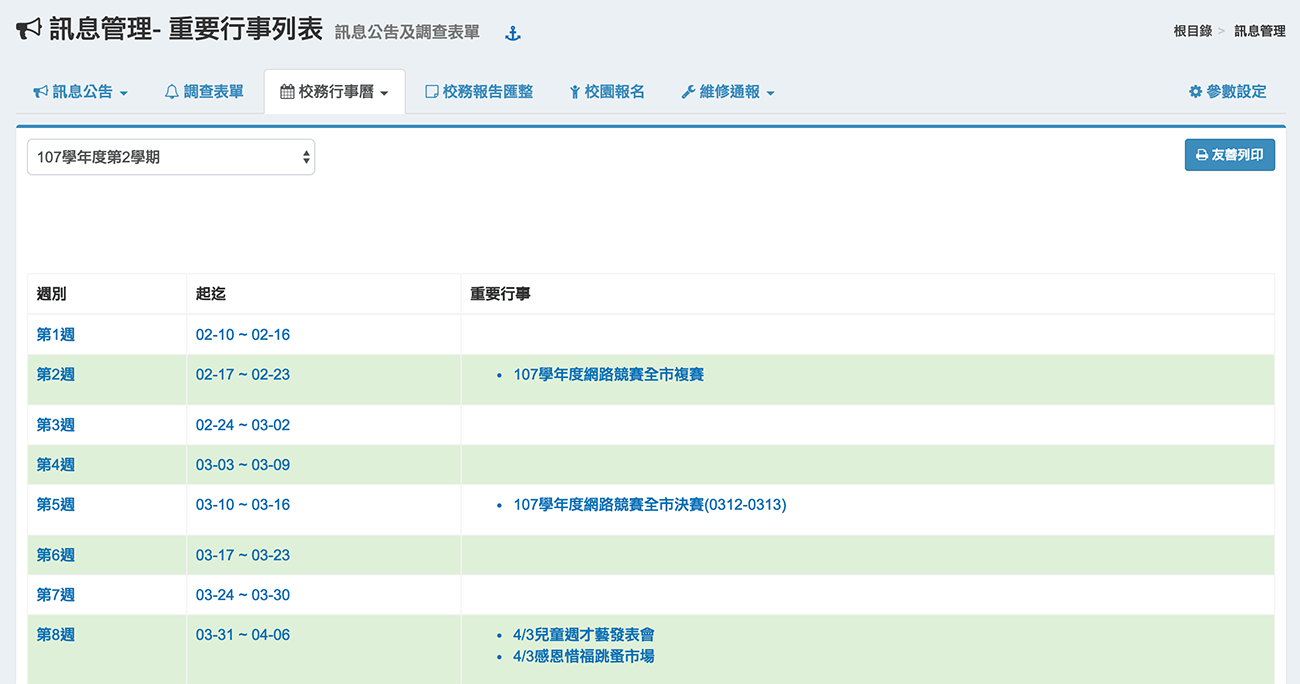 訊息管理- 重要行事列表 訊息公告及調查表單
根目錄 > 訊息管理
訊息公告 調查表單 校務行事曆 校務報告匯整 校園報名 維修通報 參數設定
107學年度第2學期
友善列印
週別 起迄 重要行事
第1週 02-10 ~ 02-16
第2週 02-17 ~ 02-23 • 107學年度網路競賽全市複賽
第3週 02-24 ~ 03-02
第4週 03-03 ~ 03-09
第5週 03-10 ~ 03-16 • 107學年度網路競賽全市決賽(0312-0313)
第6週 03-17 ~ 03-23
第7週 03-24 ~ 03-30
第8週 03-31 ~ 04-06 • 4/3兒童週才藝發表會
• 4/3感恩惜福跳蚤市場